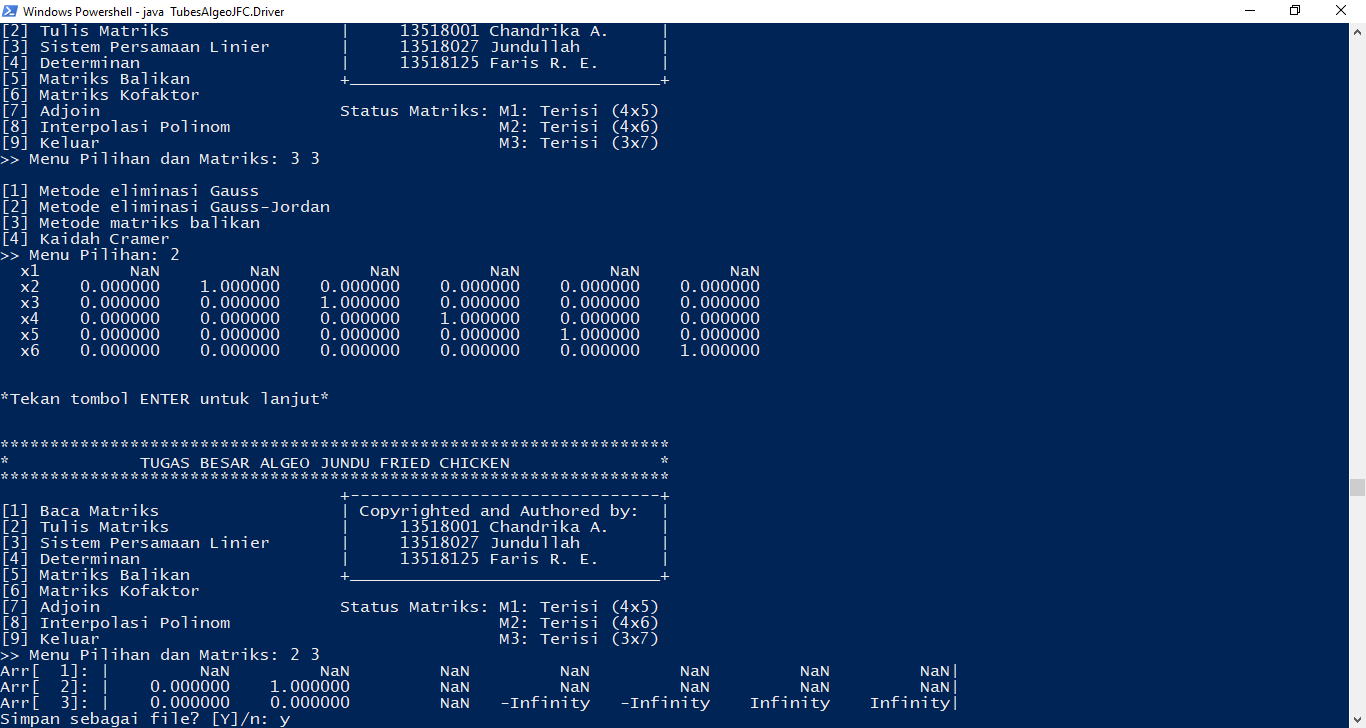 Windows Powershell - java  TubesAlgeoJFC.Driver
[2] Tulis Matriks                  |     13518001 Chandrika A.      |
[3] Sistem Persamaan Linier        |     13518027 Jundullah         |
[4] Determinan                     |     13518125 Faris R. E.       |
[5] Matriks Balikan                +_______________________________+
[6] Matriks Kofaktor
[7] Adjoin                        Status Matriks: M1: Terisi (4x5)
[8] Interpolasi Polinom                           M2: Terisi (4x6)
[9] Keluar                                        M3: Terisi (3x7)
>> Menu Pilihan dan Matriks: 3 3
[1] Metode eliminasi Gauss
[2] Metode eliminasi Gauss-Jordan
[3] Metode matriks balikan
[4] Kaidah Cramer
>> Menu Pilihan: 2
  x1         NaN         NaN         NaN         NaN         NaN         NaN
  x2    0.000000    1.000000    0.000000    0.000000    0.000000    0.000000
  x3    0.000000    0.000000    1.000000    0.000000    0.000000    0.000000
  x4    0.000000    0.000000    0.000000    1.000000    0.000000    0.000000
  x5    0.000000    0.000000    0.000000    0.000000    1.000000    0.000000
  x6    0.000000    0.000000    0.000000    0.000000    0.000000    1.000000
*Tekan tombol ENTER untuk lanjut*
*******************************************************************
*             TUGAS BESAR ALGEO JUNDU FRIED CHICKEN               *
*******************************************************************
                                  +-------------------------------+
[1] Baca Matriks                  | Copyrighted and Authored by:  |
[2] Tulis Matriks                 |     13518001 Chandrika A.     |
[3] Sistem Persamaan Linier       |     13518027 Jundullah        |
[4] Determinan                    |     13518125 Faris R. E.      |
[5] Matriks Balikan               +_______________________________+
[6] Matriks Kofaktor
[7] Adjoin                        Status Matriks: M1: Terisi (4x5)
[8] Interpolasi Polinom                           M2: Terisi (4x6)
[9] Keluar                                        M3: Terisi (3x7)
>> Menu Pilihan dan Matriks: 2 3
Arr[  1]: |         NaN         NaN         NaN         NaN         NaN         NaN         NaN|
Arr[  2]: |    0.000000    1.000000         NaN         NaN         NaN         NaN         NaN|
Arr[  3]: |    0.000000    0.000000         NaN   -Infinity   -Infinity    Infinity    Infinity|
Simpan sebagai file? [Y]/n: y